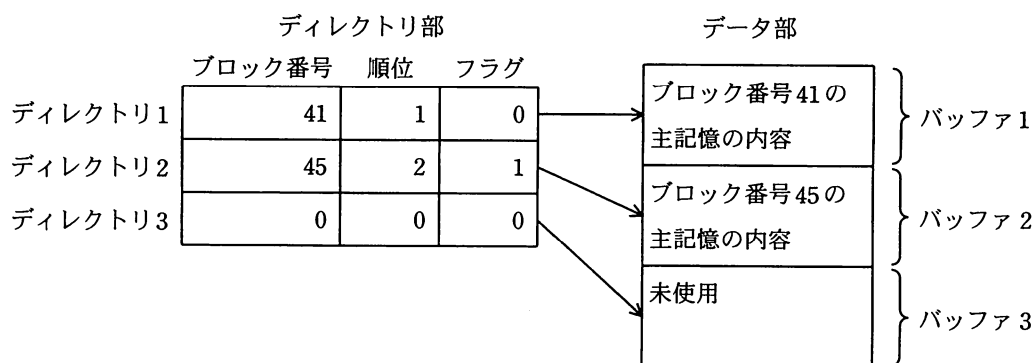 ディレクトリ部
データ部
ブロック番号 順位 フラグ
ディレクトリ1 41 1 0
ディレクトリ2 45 2 1
ディレクトリ3 0 0 0
ブロック番号41の
主記憶の内容
バッファ1
ブロック番号45の
主記憶の内容
バッファ2
未使用
バッファ3